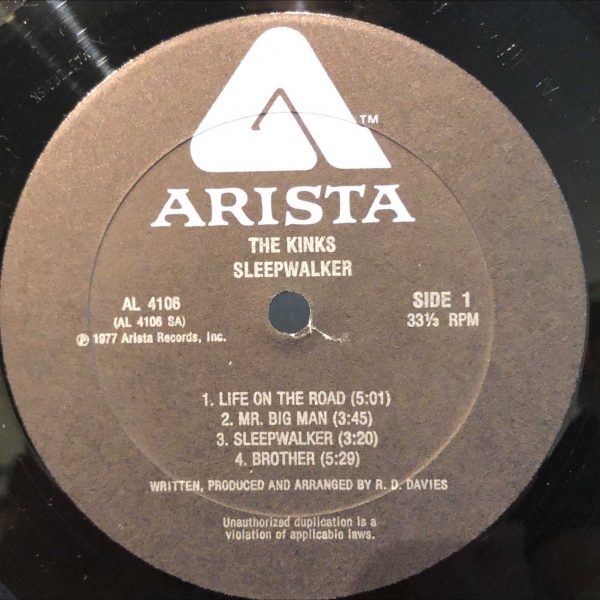 ™
ARISTA
THE KINKS
SLEEPWALKER
AL 4106
(AL 4106 SA)
℗ 1977 Arista Records, Inc.
SIDE 1
33⅓ RPM
1. LIFE ON THE ROAD (5:01)
2. MR. BIG MAN (3:45)
3. SLEEPWALKER (3:20)
4. BROTHER (5:29)
WRITTEN, PRODUCED AND ARRANGED BY R. D. DAVIES
Unauthorized duplication is a
violation of applicable laws.